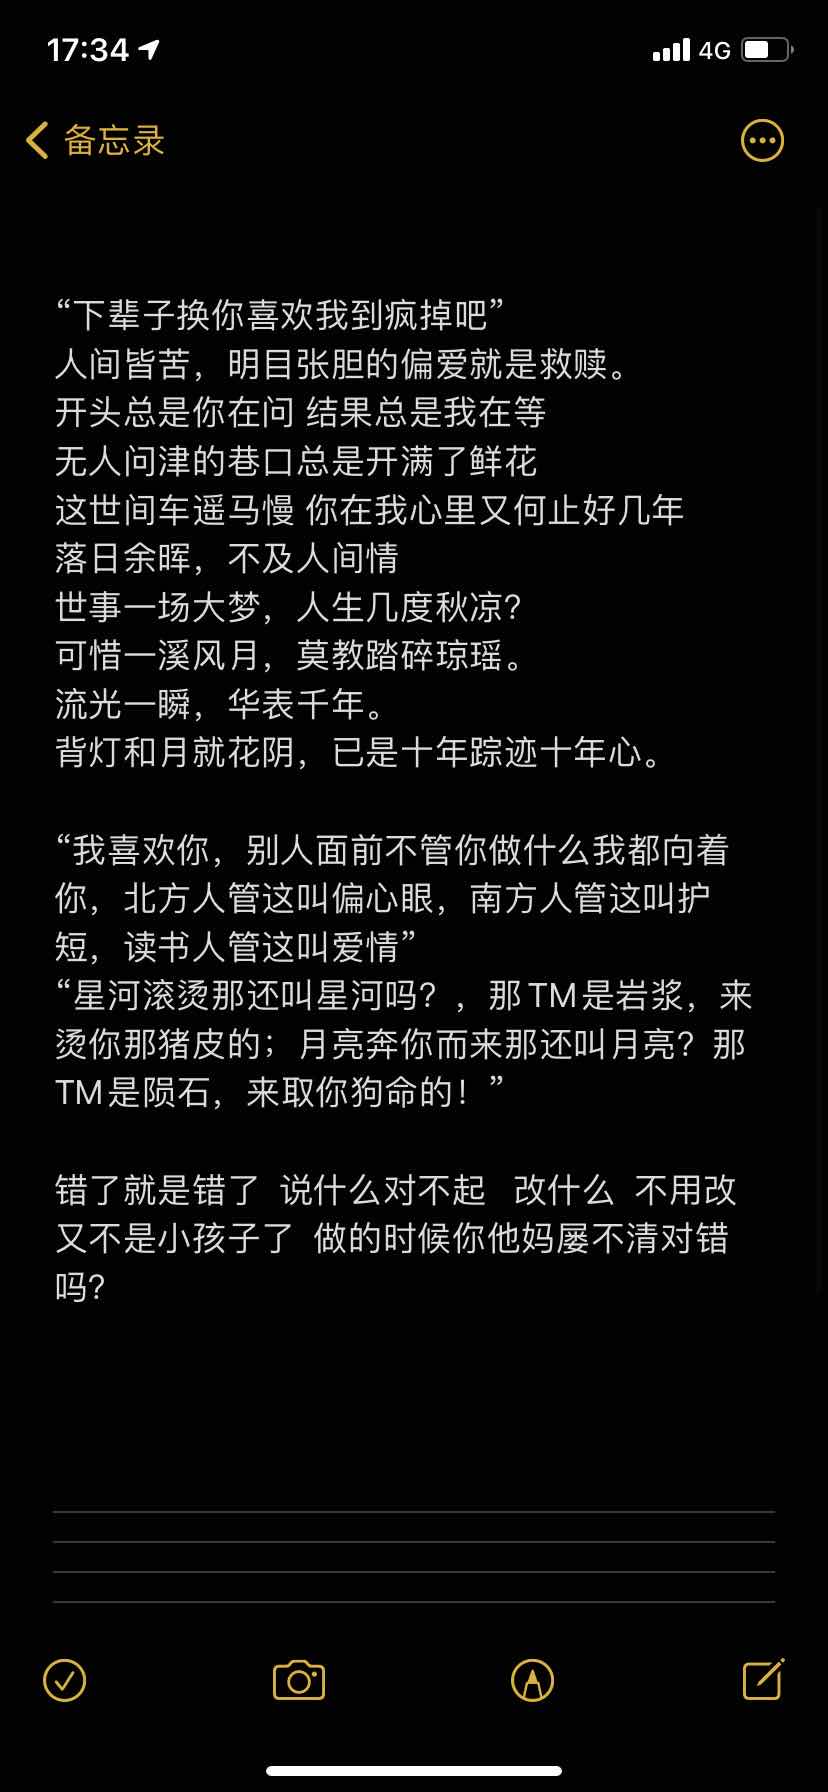 17:34
4G
备忘录
“下辈子换你喜欢我到疯掉吧”
人间皆苦，明目张胆的偏爱就是救赎。
开头总是你在问 结果总是我在等
无人问津的巷口总是开满了鲜花
这世间车遥马慢 你在我心里又何止好几年
落日余晖，不及人间情
世事一场大梦，人生几度秋凉？
可惜一溪风月，莫教踏碎琼瑶。
流光一瞬，华表千年。
背灯和月就花阴，已是十年踪迹十年心。
“我喜欢你，别人面前不管你做什么我都向着
你，北方人管这叫偏心眼，南方人管这叫护
短，读书人管这叫爱情”
“星河滚烫那还叫星河吗？，那TM是岩浆，来
烫你那猪皮的；月亮奔你而来那还叫月亮？那
TM是陨石，来取你狗命的！”
错了就是错了 说什么对不起 改什么 不用改
又不是小孩子了 做的时候你他妈屡不清对错
吗？